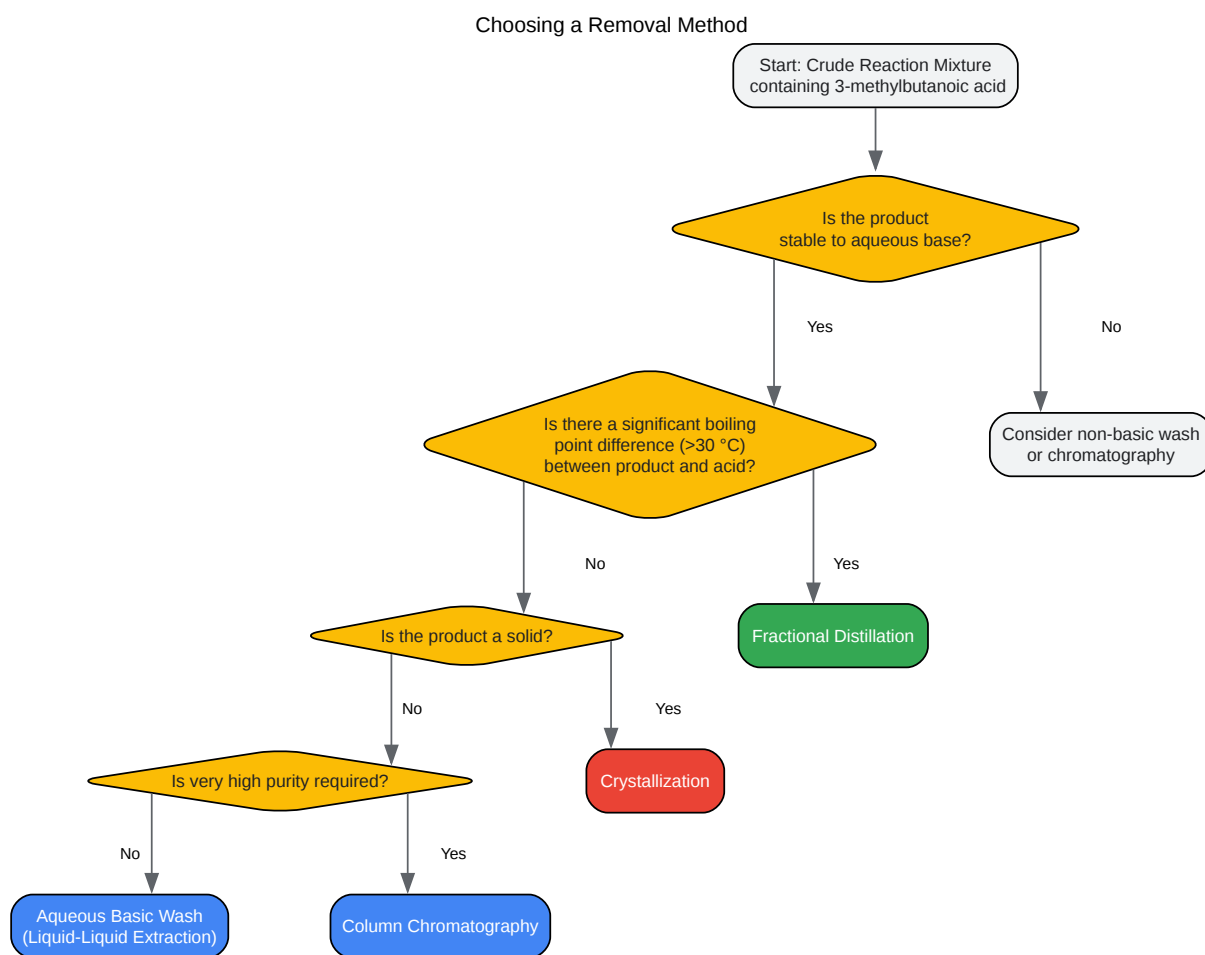 Choosing a Removal Method
Start: Crude Reaction Mixture
containing 3-methylbutanoic acid
Is the product
stable to aqueous base?
Yes
No
Is there a significant boiling
point difference (>30 °C)
between product and acid?
Consider non-basic wash
or chromatography
No
Yes
Is the product a solid?
Fractional Distillation
No
Yes
Is very high purity required?
Crystallization
No
Yes
Aqueous Basic Wash
(Liquid-Liquid Extraction)
Column Chromatography